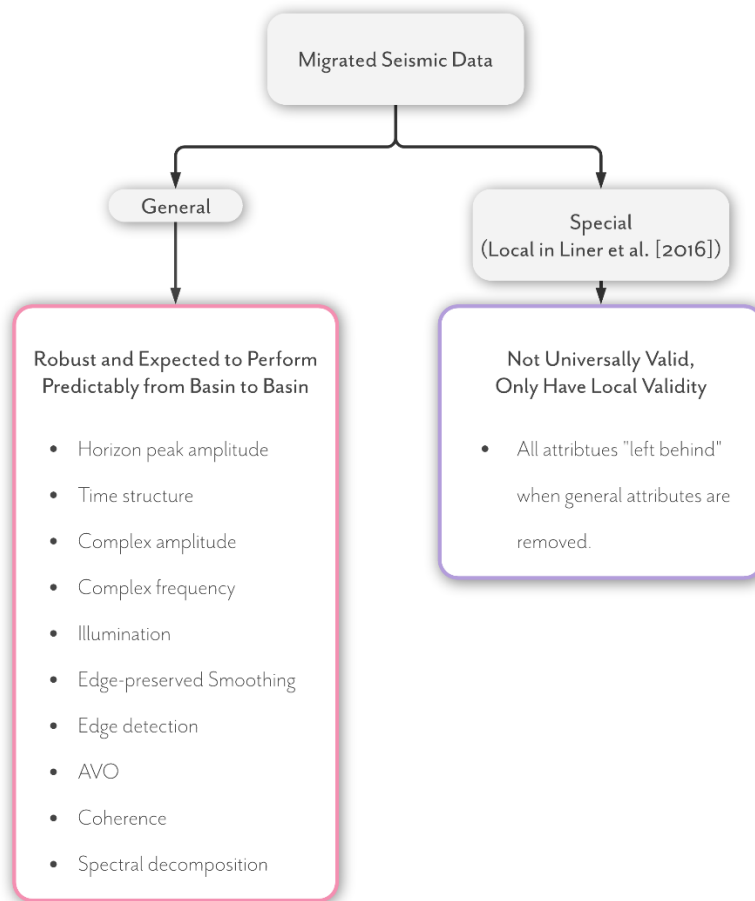 Migrated Seismic Data
General
Special
(Local in Liner et al. [2016])
Robust and Expected to Perform
Predictably from Basin to Basin
• Horizon peak amplitude
• Time structure
• Complex amplitude
• Complex frequency
• Illumination
• Edge-preserved Smoothing
• Edge detection
• AVO
• Coherence
• Spectral decomposition
Not Universally Valid,
Only Have Local Validity
• All attribtues "left behind"
when general attributes are
removed.